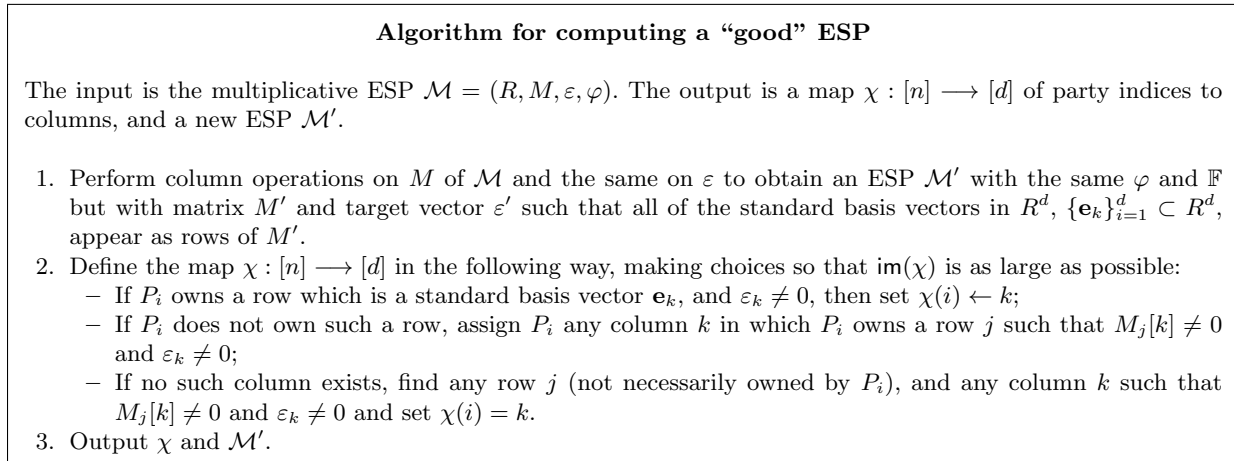 Algorithm for computing a “good” ESP
The input is the multiplicative ESP ℳ = (R, M, ε, φ). The output is a map χ : [n] ⟶ [d] of party indices to
columns, and a new ESP ℳ′.
1. Perform column operations on M of ℳ and the same on ε to obtain an ESP ℳ′ with the same φ and 𝔽
but with matrix M′ and target vector ε′ such that all of the standard basis vectors in R^d, {𝐞_k}_{i=1}^d ⊂ R^d,
appear as rows of M′.
2. Define the map χ : [n] ⟶ [d] in the following way, making choices so that im(χ) is as large as possible:
– If P_i owns a row which is a standard basis vector 𝐞_k, and ε_k ≠ 0, then set χ(i) ← k;
– If P_i does not own such a row, assign P_i any column k in which P_i owns a row j such that M_j[k] ≠ 0
and ε_k ≠ 0;
– If no such column exists, find any row j (not necessarily owned by P_i), and any column k such that
M_j[k] ≠ 0 and ε_k ≠ 0 and set χ(i) = k.
3. Output χ and ℳ′.